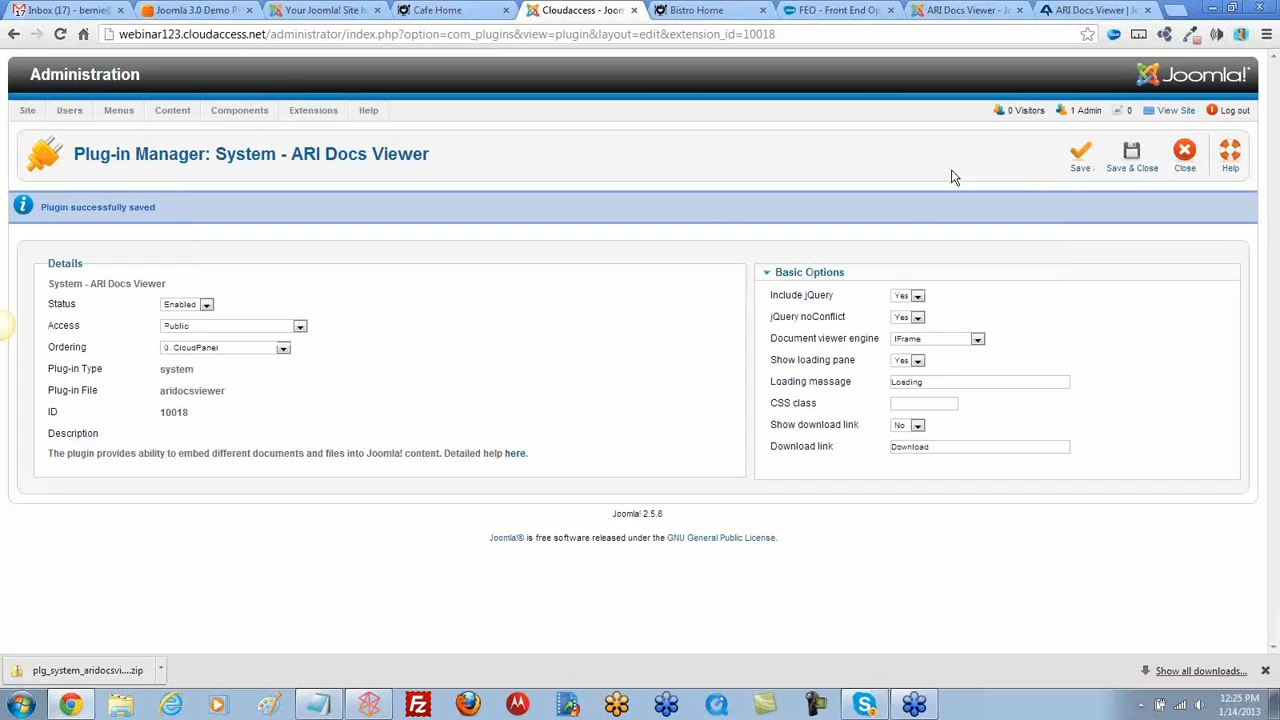 Inbox (17) - bernie
Joomla 3.0 Demo P
Your Joomla! Site H
Cafe Home
Cloudaccess - Joom
Bistro Home
FEO - Front End Op
ARI Docs Viewer - J
ARI Docs Viewer | Jo
webinar123.cloudaccess.net/administrator/index.php?option=com_plugins&view=plugin&layout=edit&extension_id=10018
Administration
Joomla!
Site Users Menus Content Components Extensions Help
0 Visitors 1 Admin 0 View Site Log out
Plug-in Manager: System - ARI Docs Viewer
Save Save & Close Close Help
Plugin successfully saved
Details
System - ARI Docs Viewer
Status Enabled
Access Public
Ordering 0. CloudPanel
Plug-in Type system
Plug-in File aridocsviewer
ID 10018
Description
The plugin provides ability to embed different documents and files into Joomla! content. Detailed help here.
Basic Options
Include jQuery Yes
jQuery noConflict Yes
Document viewer engine IFrame
Show loading pane Yes
Loading message Loading
CSS class
Show download link No
Download link Download
Joomla! 2.5.8
Joomla!® is free software released under the GNU General Public License.
plg_system_aridocsvi....zip
Show all downloads...
12:25 PM
1/14/2013